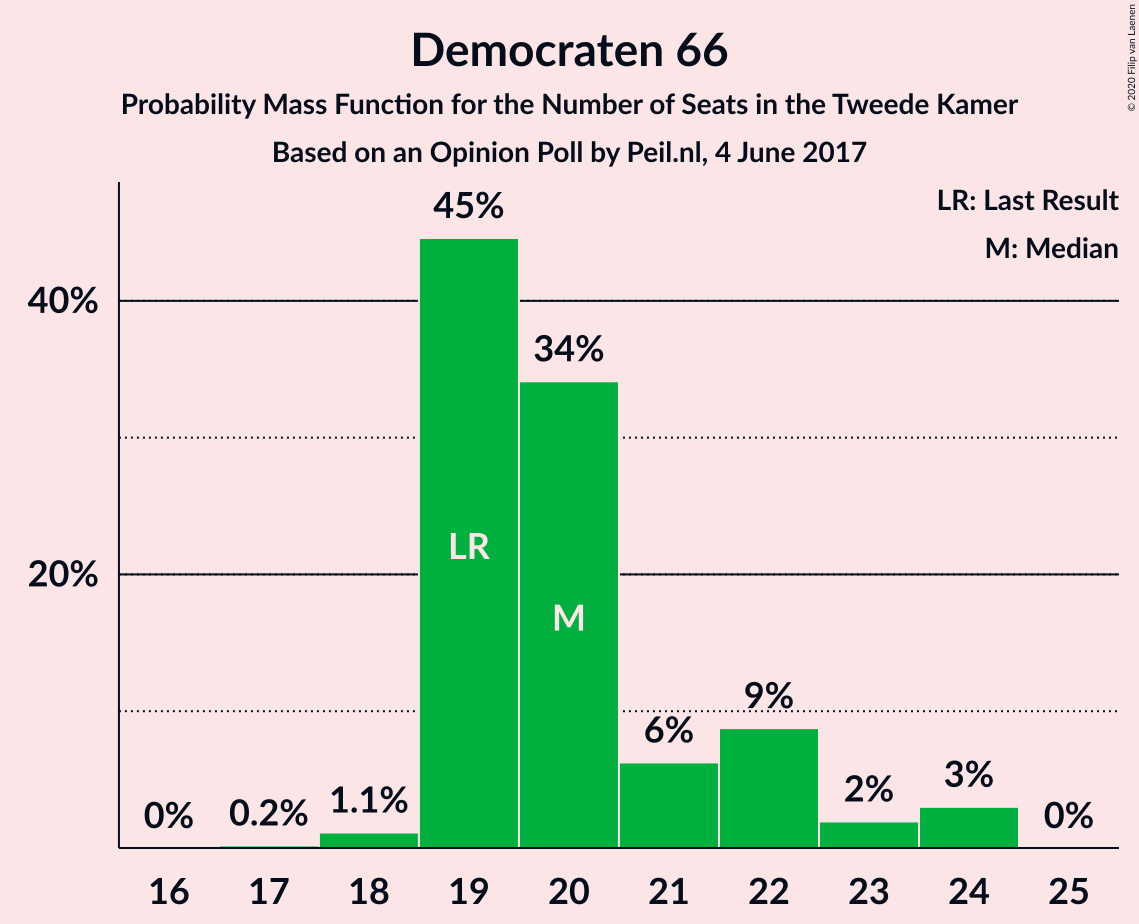 Democraten 66
Probability Mass Function for the Number of Seats in the Tweede Kamer
Based on an Opinion Poll by Peil.nl, 4 June 2017
© 2020 Filip van Laenen
LR: Last Result
M: Median
40%
20%
0%
0.2%
1.1%
45%
34%
6%
9%
2%
3%
0%
LR
M
16 17 18 19 20 21 22 23 24 25